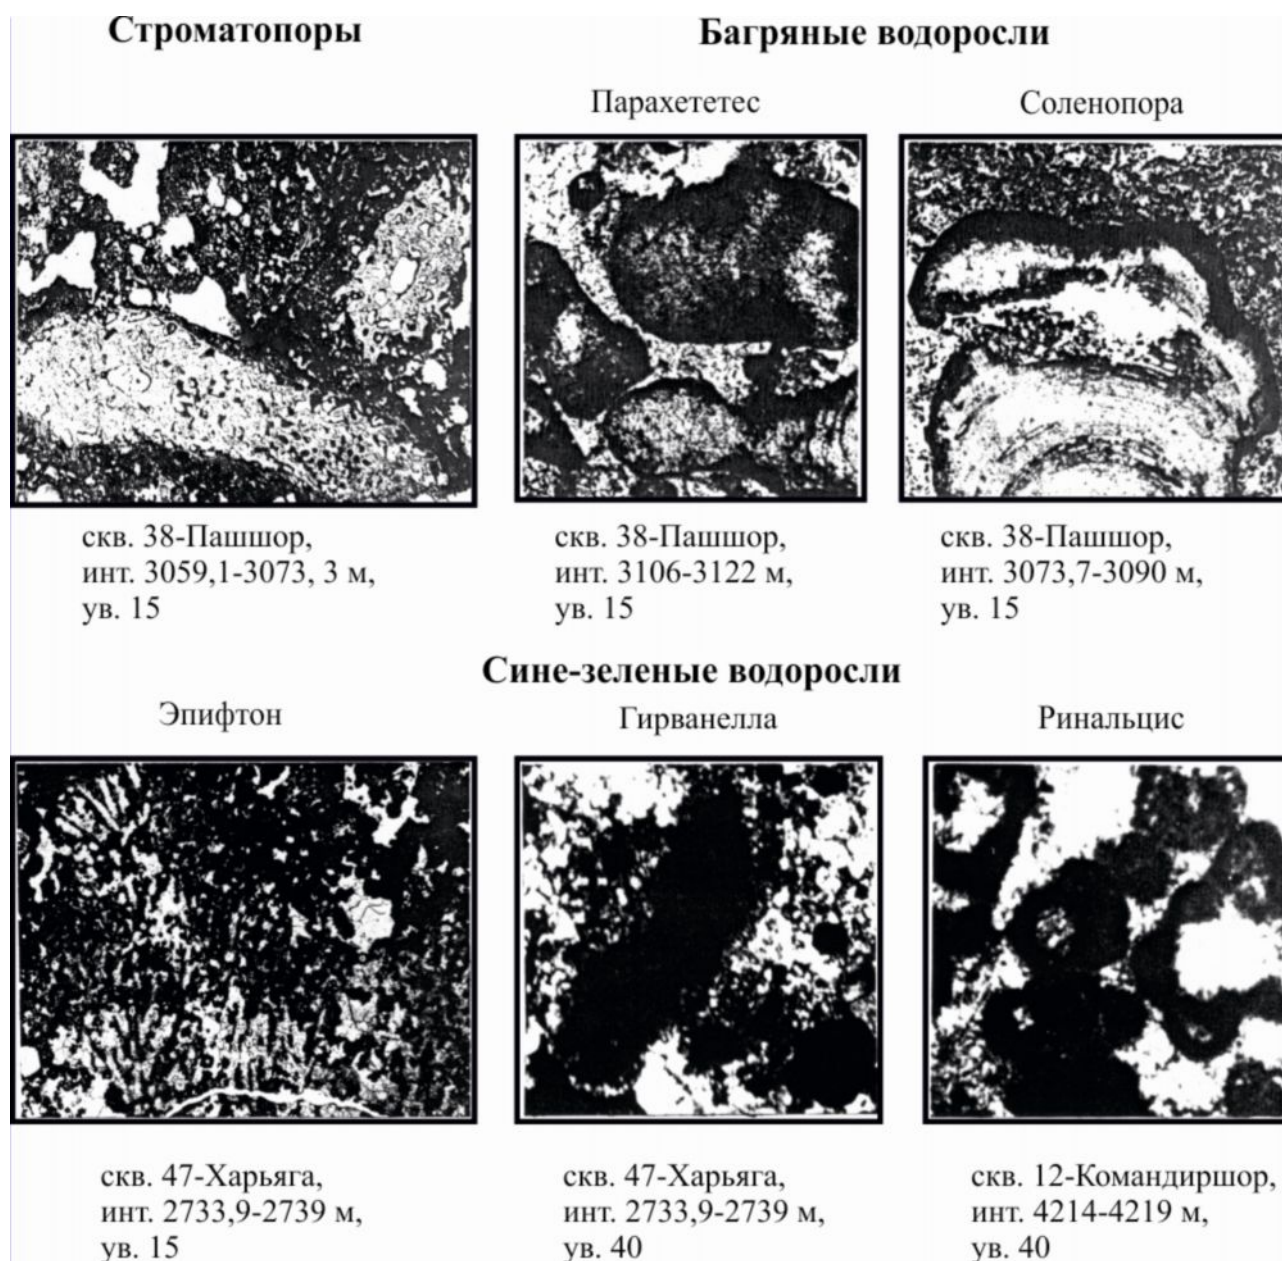 Строматопоры
Багряные водоросли
Парахететес
Соленопора
скв. 38-Пашшор,
инт. 3059,1-3073, 3 м,
ув. 15
скв. 38-Пашшор,
инт. 3106-3122 м,
ув. 15
скв. 38-Пашшор,
инт. 3073,7-3090 м,
ув. 15
Сине-зеленые водоросли
Эпифтон
Гирванелла
Ринальцис
скв. 47-Харьяга,
инт. 2733,9-2739 м,
ув. 15
скв. 47-Харьяга,
инт. 2733,9-2739 м,
ув. 40
скв. 12-Командиршор,
инт. 4214-4219 м,
ув. 40